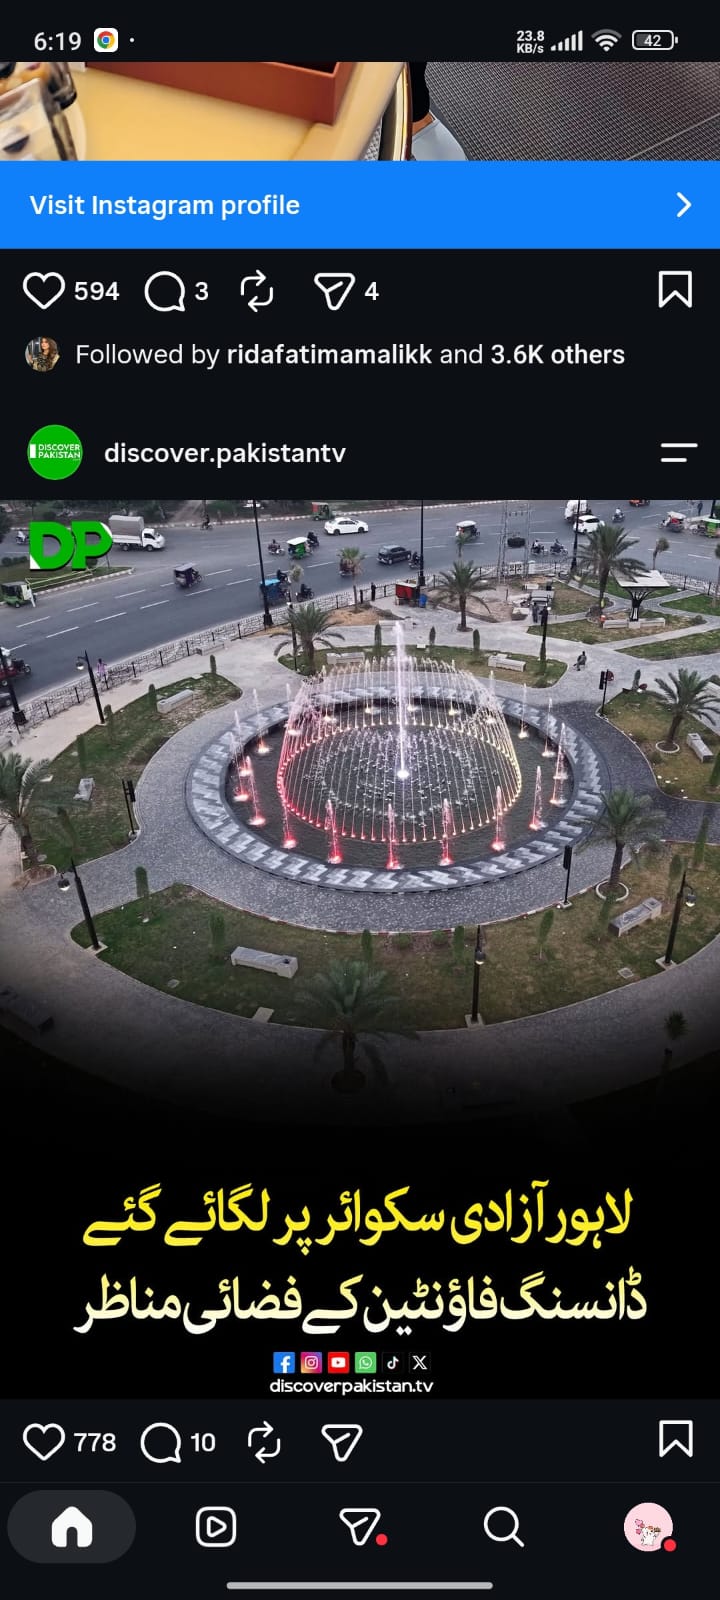 6:19
23.8
KB/s
42
Visit Instagram profile
594
3
4
Followed by ridafatimamalikk and 3.6K others
DISCOVER
PAKISTAN
discover.pakistantv
DP
لاہور آزادی سکوائر پر لگائے گئے
ڈانسنگ فاؤنٹین کے فضائی مناظر
discoverpakistan.tv
778
10